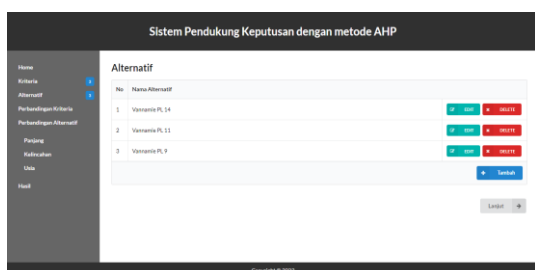 Sistem Pendukung Keputusan dengan metode AHP
Home
Kriteria
Alternatif
Perbandingan Kriteria
Perbandingan Alternatif
Panjang
Kelincahan
Usia
Hasil
Alternatif
No Nama Alternatif
1 Vannamie PL 14 EDIT DELETE
2 Vannamie PL 11 EDIT DELETE
3 Vannamie PL 9 EDIT DELETE
+ Tambah
Lanjut +